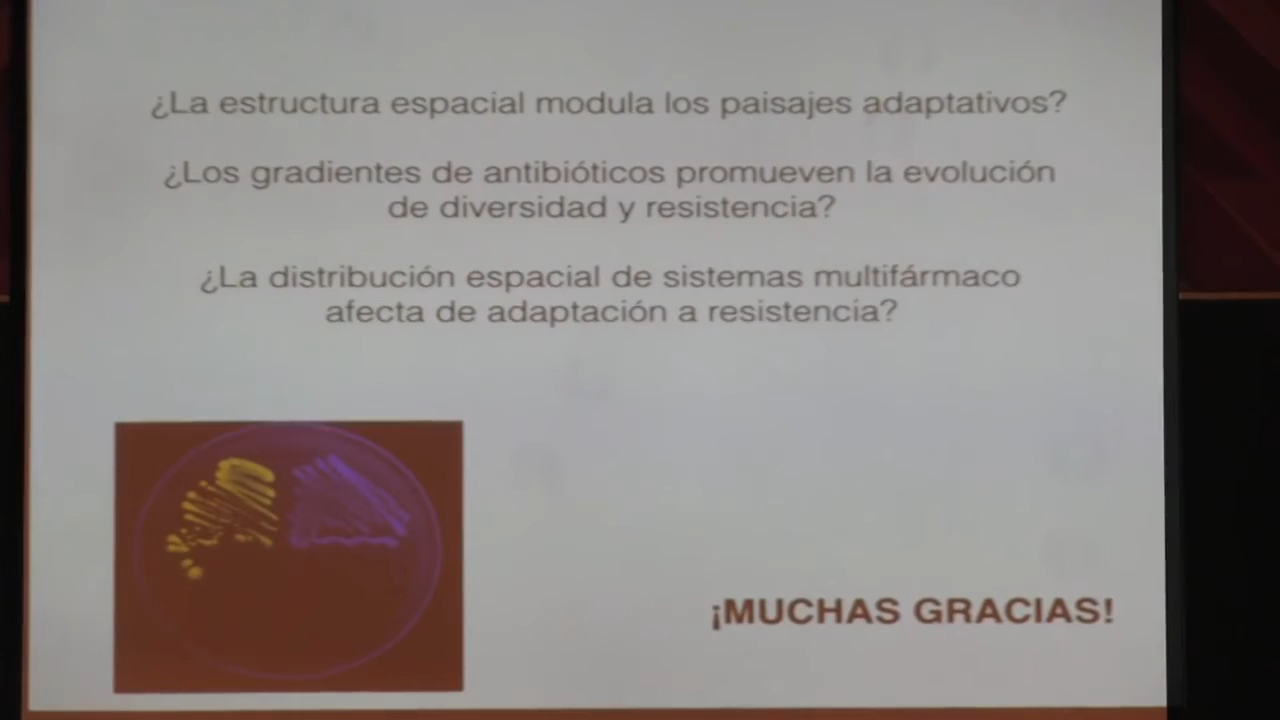 ¿La estructura espacial modula los paisajes adaptativos?
¿Los gradientes de antibióticos promueven la evolución
de diversidad y resistencia?
¿La distribución espacial de sistemas multifármaco
afecta de adaptación a resistencia?
¡MUCHAS GRACIAS!